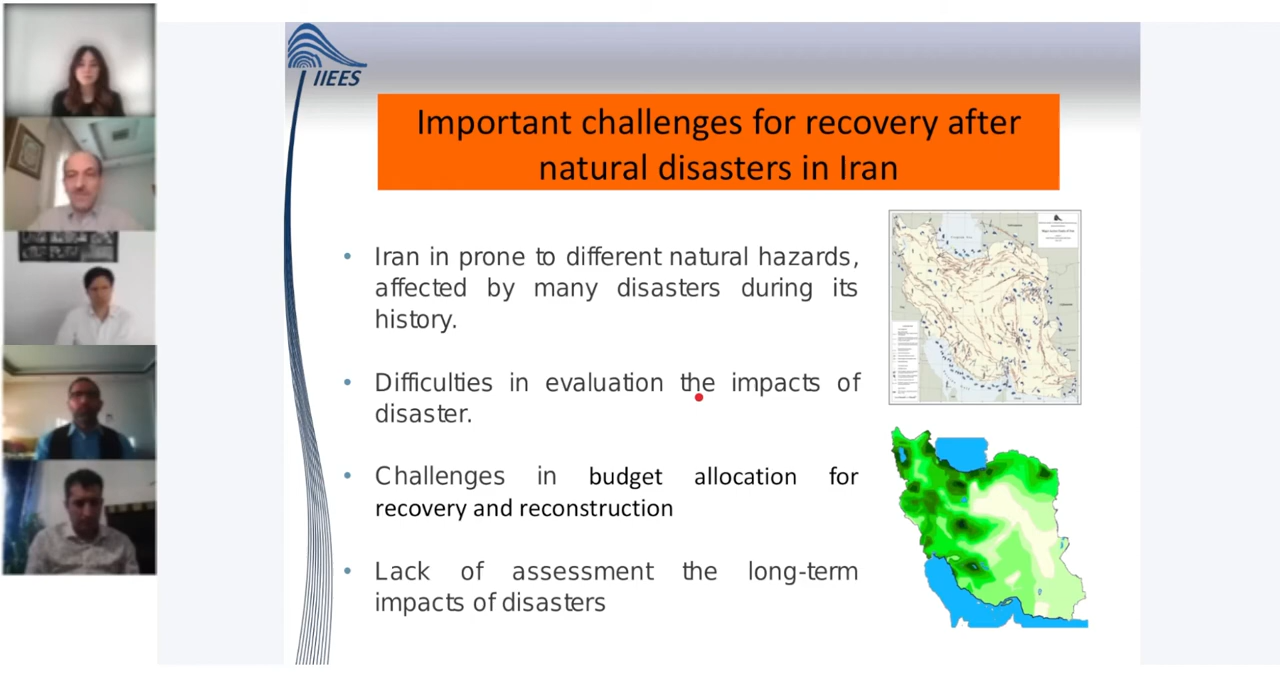 IIEES
Important challenges for recovery after
natural disasters in Iran
• Iran in prone to different natural hazards,
affected by many disasters during its
history.
• Difficulties in evaluation the impacts of
disaster.
• Challenges in budget allocation for
recovery and reconstruction
• Lack of assessment the long-term
impacts of disasters